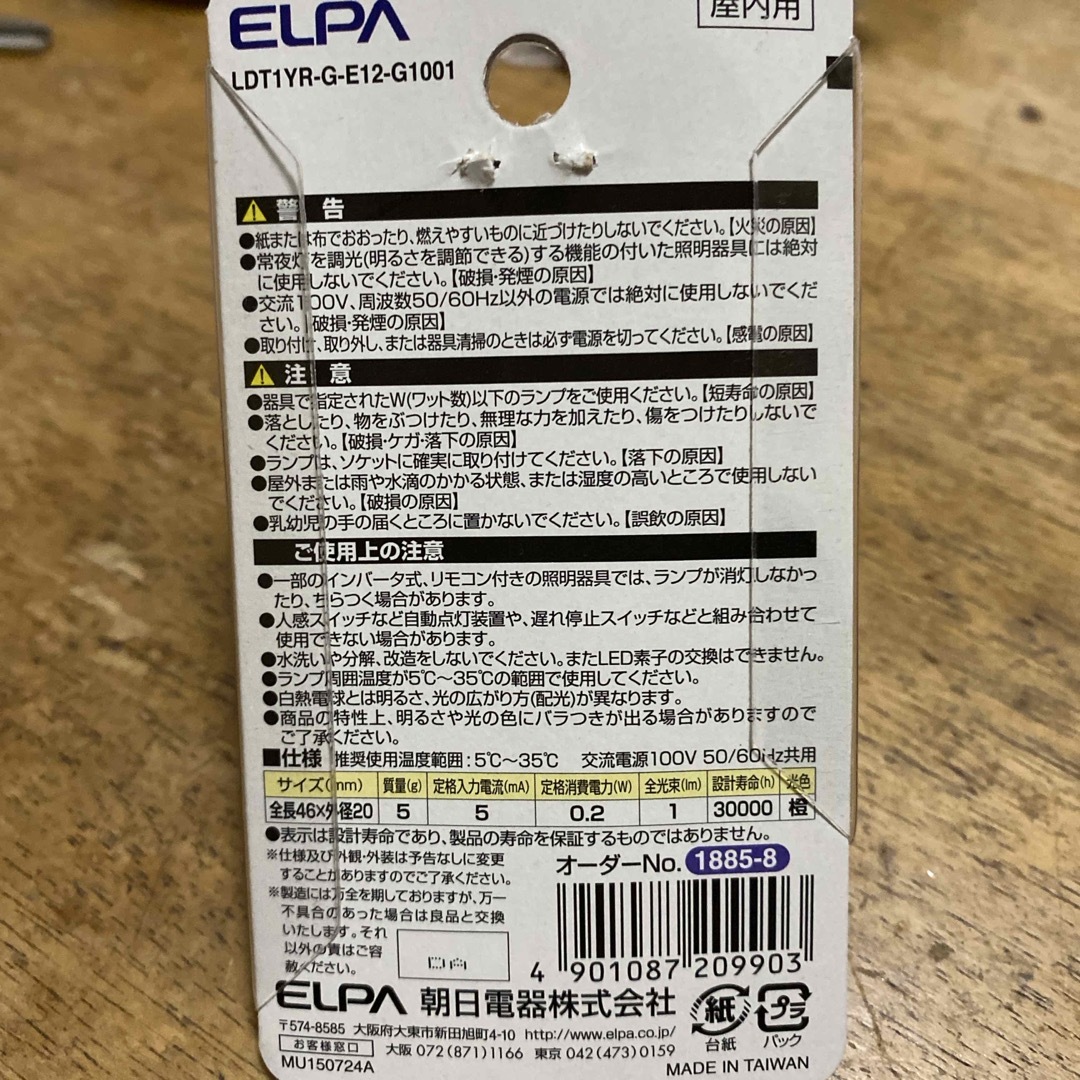 ELPA
屋内用
LDT1YR-G-E12-G1001
警告
●紙または布でおおったり、燃えやすいものに近づけたりしないでください。【火災の原因】
●常夜灯を調光(明るさを調節できる)する機能の付いた照明器具には絶対
に使用しないでください。【破損・発煙の原因】
●交流100V、周波数50/60Hz以外の電源では絶対に使用しないでくだ
さい。【破損・発煙の原因】
●取り付け、取り外し、または器具清掃のときは必ず電源を切ってください。【感電の原因】
注意
●器具で指定されたW(ワット数)以下のランプをご使用ください。【短寿命の原因】
●落としたり、物をぶつけたり、無理な力を加えたり、傷をつけたりしないで
ください。【破損・ケガ・落下の原因】
●ランプは、ソケットに確実に取り付けてください。【落下の原因】
●屋外または雨や水滴のかかる状態、または湿度の高いところで使用しない
でください。【破損の原因】
●乳幼児の手の届くところに置かないでください。【誤飲の原因】
ご使用上の注意
●一部のインバータ式、リモコン付きの照明器具では、ランプが消灯しなかっ
たり、ちらつく場合があります。
●人感スイッチなど自動点灯装置や、遅れ停止スイッチなどと組み合わせて
使用できない場合があります。
●水洗いや分解、改造をしないでください。またLED素子の交換はできません。
●ランプ周囲温度が5℃〜35℃の範囲で使用してください。
●白熱電球とは明るさ、光の広がり方(配光)が異なります。
●商品の特性上、明るさや光の色にバラつきが出る場合がありますので
ご了承ください。
■仕様 推奨使用温度範囲:5℃〜35℃ 交流電源100V 50/60Hz共用
サイズ(mm) 質量(g) 定格入力電流(mA) 定格消費電力(W) 全光束(lm) 設計寿命(h) 光色
全長46×外径20 5 5 0.2 1 30000 橙
●表示は設計寿命であり、製品の寿命を保証するものではありません。
※仕様及び外観・外装は予告なしに変更
することがありますのでご了承ください。
※製造には万全を期しておりますが、万一
不具合のあった場合は良品と交換
いたします。それ
以外の責はご容
赦ください。
オーダーNo. 1885-8
4 901087 209903
ELPA 朝日電器株式会社
〒574-8585 大阪府大東市新田旭町4-10 http://www.elpa.co.jp/
お客様窓口 大阪 072(871)1166 東京 042(473)0159
MU150724A
紙
台紙
プラ
パック
MADE IN TAIWAN